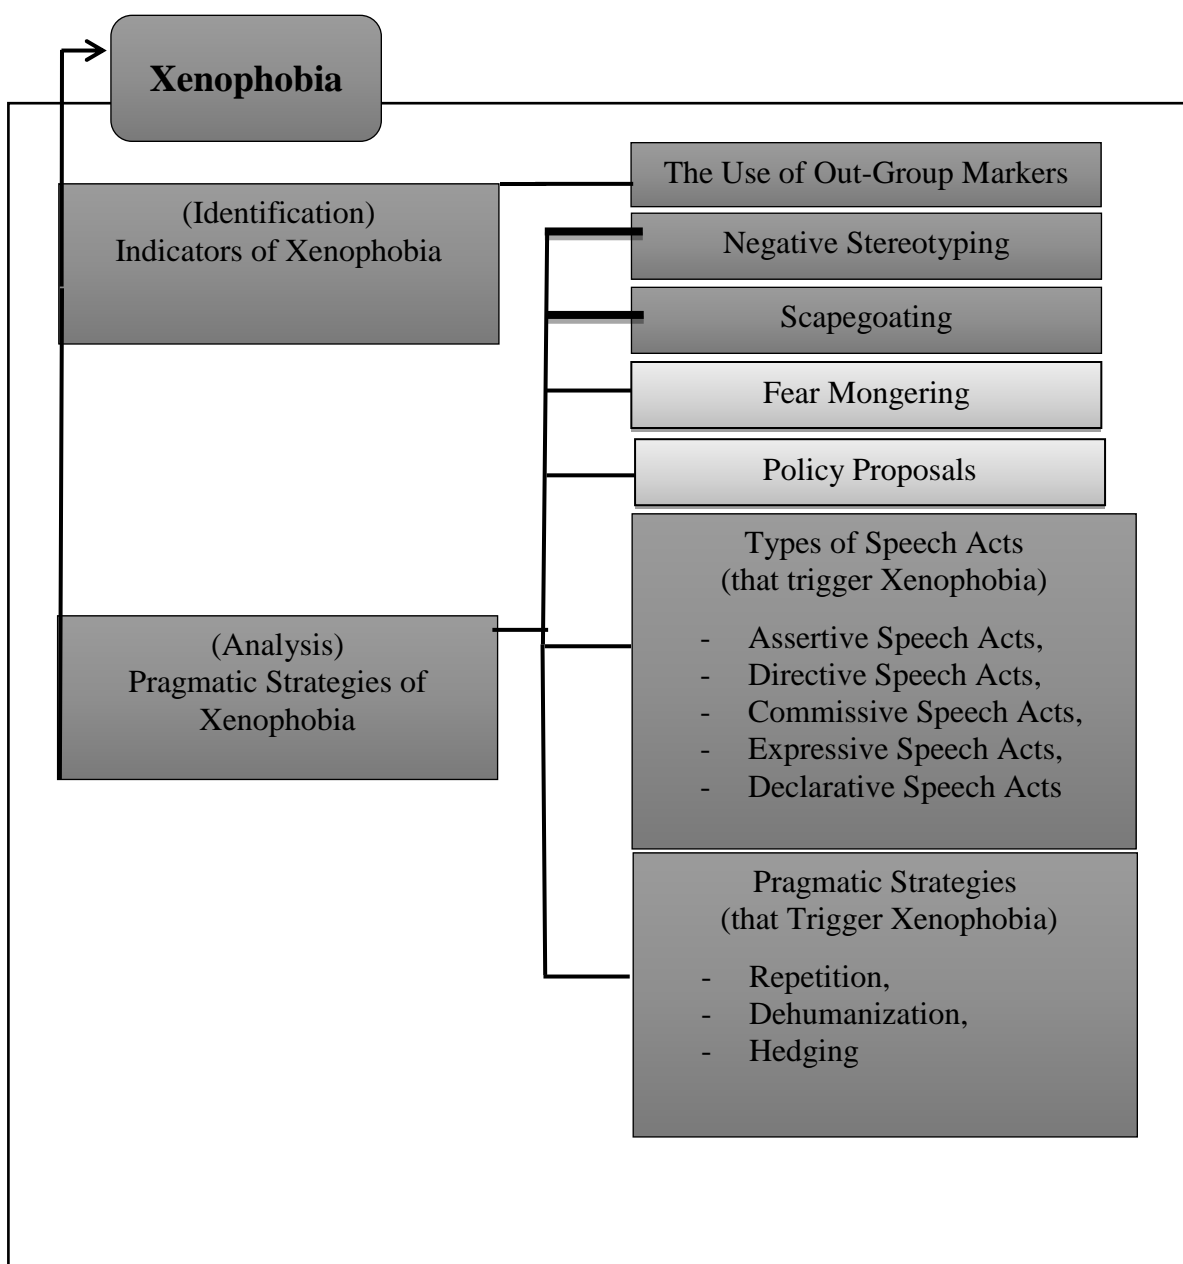 Xenophobia
(Identification)
Indicators of Xenophobia
The Use of Out-Group Markers
Negative Stereotyping
Scapegoating
Fear Mongering
Policy Proposals
(Analysis)
Pragmatic Strategies of
Xenophobia
Types of Speech Acts
(that trigger Xenophobia)
- Assertive Speech Acts,
- Directive Speech Acts,
- Commissive Speech Acts,
- Expressive Speech Acts,
- Declarative Speech Acts
Pragmatic Strategies
(that Trigger Xenophobia)
- Repetition,
- Dehumanization,
- Hedging